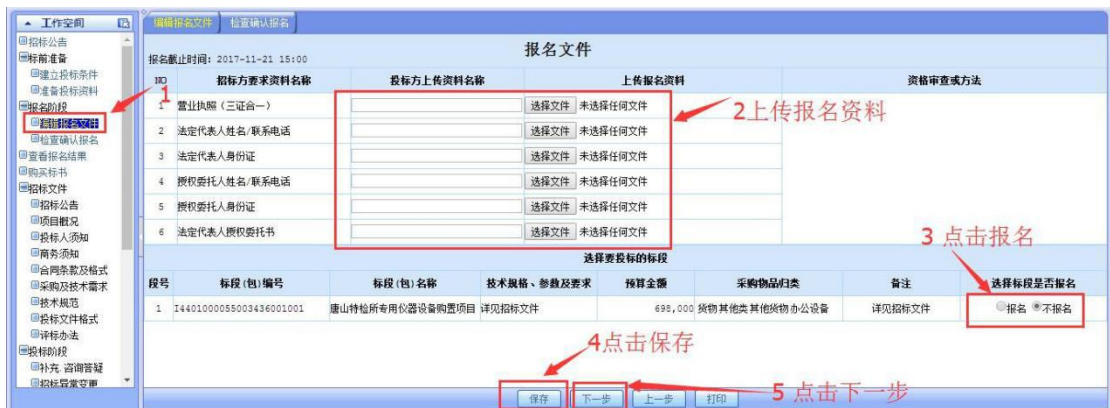 工作空间
招标公告
标前准备
建立投标条件
准备投标资料
报名阶段
编辑报名文件
检查确认报名
查看报名结果
购买标书
招标文件
招标公告
项目概况
投标人须知
商务须知
合同条款及格式
采购及技术需求
技术规范
投标文件格式
评标办法
投标阶段
补充,咨询答疑
招标异常变更
1
编辑报名文件 检查确认报名
报名文件
报名截止时间: 2017-11-21 15:00
NO 招标方要求资料名称 投标方上传资料名称 上传报名资料 资格审查或方法
1 营业执照（三证合一） 选择文件 未选择任何文件
2 法定代表人姓名/联系电话 选择文件 未选择任何文件
3 法定代表人身份证 选择文件 未选择任何文件
4 授权委托人姓名/联系电话 选择文件 未选择任何文件
5 授权委托人身份证 选择文件 未选择任何文件
6 法定代表人授权委托书 选择文件 未选择任何文件
2上传报名资料
3 点击报名
选择要投标的标段
段号 标段(包)编号 标段(包)名称 技术规格、参数及要求 预算金额 采购物品归类 备注 选择标段是否报名
1 I4401000055003436001001 唐山特检所专用仪器设备购置项目 详见招标文件 698,000 货物其他类其他货物办公设备 详见招标文件 报名 不报名
4点击保存
5 点击下一步
保存 下一步 上一步 打印